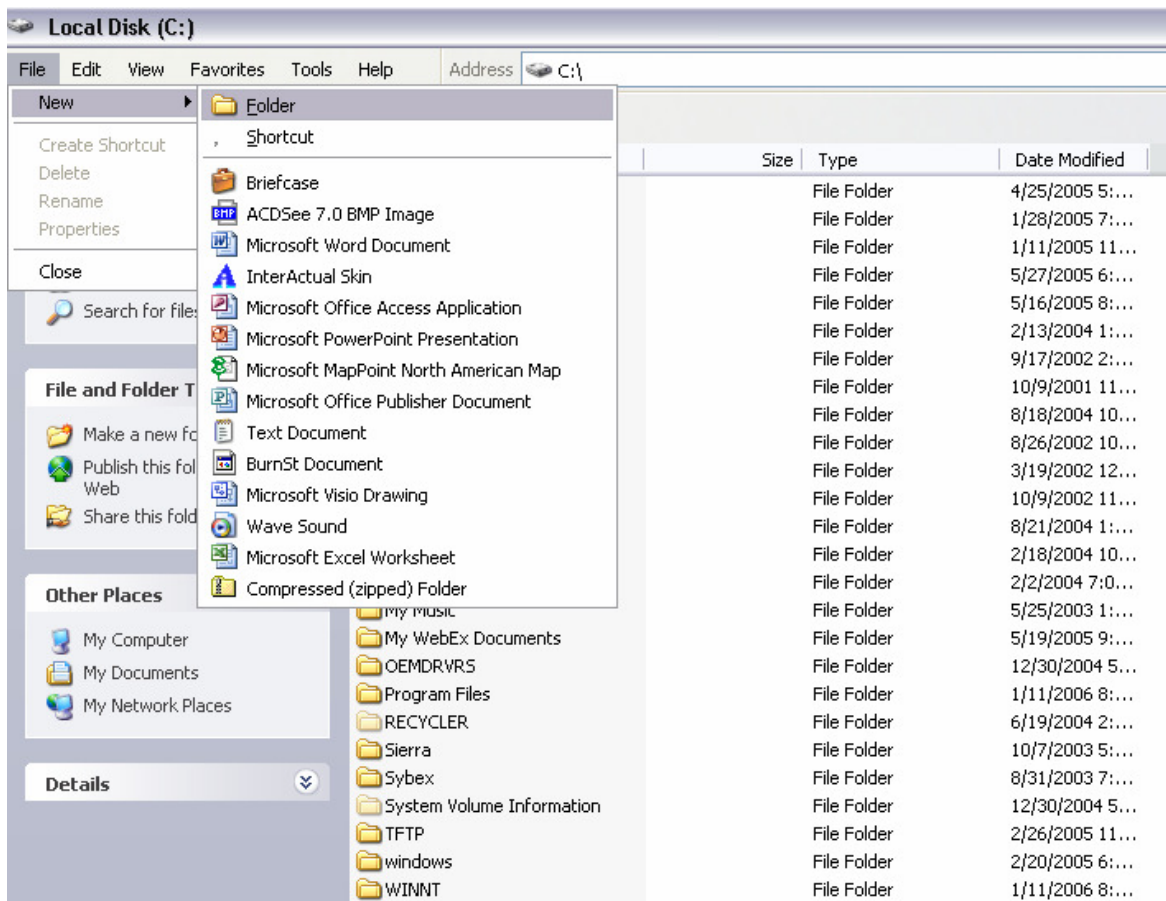 Local Disk (C:)
File Edit View Favorites Tools Help Address C:\
New
Create Shortcut
Delete
Rename
Properties
Close
Folder
Shortcut
Briefcase
ACDSee 7.0 BMP Image
Microsoft Word Document
InterActual Skin
Microsoft Office Access Application
Microsoft PowerPoint Presentation
Microsoft MapPoint North American Map
Microsoft Office Publisher Document
Text Document
BurnSt Document
Microsoft Visio Drawing
Wave Sound
Microsoft Excel Worksheet
Compressed (zipped) Folder
Search for files
File and Folder T
Make a new fo
Publish this fol
Web
Share this fold
Other Places
My Computer
My Documents
My Network Places
Details
Size Type Date Modified
File Folder 4/25/2005 5:...
File Folder 1/28/2005 7:...
File Folder 1/11/2005 11...
File Folder 5/27/2005 6:...
File Folder 5/16/2005 8:...
File Folder 2/13/2004 1:...
File Folder 9/17/2002 2:...
File Folder 10/9/2001 11...
File Folder 8/18/2004 10...
File Folder 8/26/2002 10...
File Folder 3/19/2002 12...
File Folder 10/9/2002 11...
File Folder 8/21/2004 1:...
File Folder 2/18/2004 10...
File Folder 2/2/2004 7:0...
My Music File Folder 5/25/2003 1:...
My WebEx Documents File Folder 5/19/2005 9:...
OEMDRVRS File Folder 12/30/2004 5...
Program Files File Folder 1/11/2006 8:...
RECYCLER File Folder 6/19/2004 2:...
Sierra File Folder 10/7/2003 5:...
Sybex File Folder 8/31/2003 7:...
System Volume Information File Folder 12/30/2004 5...
TFTP File Folder 2/26/2005 11...
windows File Folder 2/20/2005 6:...
WINNT File Folder 1/11/2006 8:...